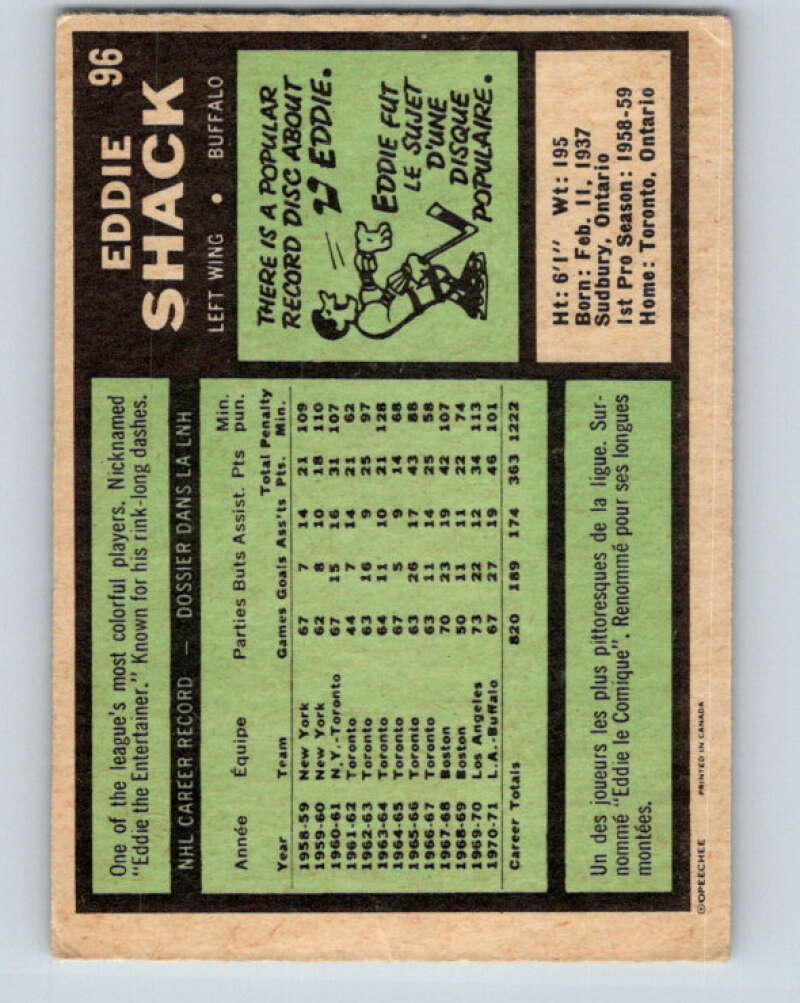 One of the league's most colorful players. Nicknamed
"Eddie the Entertainer." Known for his rink-long dashes.
EDDIE 96
SHACK
LEFT WING • BUFFALO
NHL CAREER RECORD — DOSSIER DANS LA LNH
Année Équipe Parties Buts Assist. Pts Min. pun.
Year Team Games Goals Ass'ts Total Pts. Penalty Min.
1958-59 New York 67 7 14 21 109
1959-60 New York 62 8 10 18 110
1960-61 N.Y.-Toronto 67 15 16 31 107
1961-62 Toronto 44 7 14 21 62
1962-63 Toronto 63 16 9 25 97
1963-64 Toronto 64 11 10 21 128
1964-65 Toronto 67 5 9 14 68
1965-66 Toronto 63 26 17 43 88
1966-67 Toronto 63 11 14 25 58
1967-68 Boston 70 23 19 42 107
1968-69 Boston 50 11 11 22 74
1969-70 Los Angeles 73 22 12 34 113
1970-71 L.A.-Buffalo 67 27 19 46 101
Career Totals 820 189 174 363 1222
THERE IS A POPULAR
RECORD DISC ABOUT
EDDIE.
EDDIE FUT
LE SUJET
D'UNE
DISQUE
POPULAIRE.
Un des joueurs les plus pittoresques de la ligue. Sur-
nommé "Eddie le Comique". Renommé pour ses longues
montées.
Ht: 6'1" Wt: 195
Born: Feb. 11, 1937
Sudbury, Ontario
1st Pro Season: 1958-59
Home: Toronto, Ontario
©OPEECHEE PRINTED IN CANADA